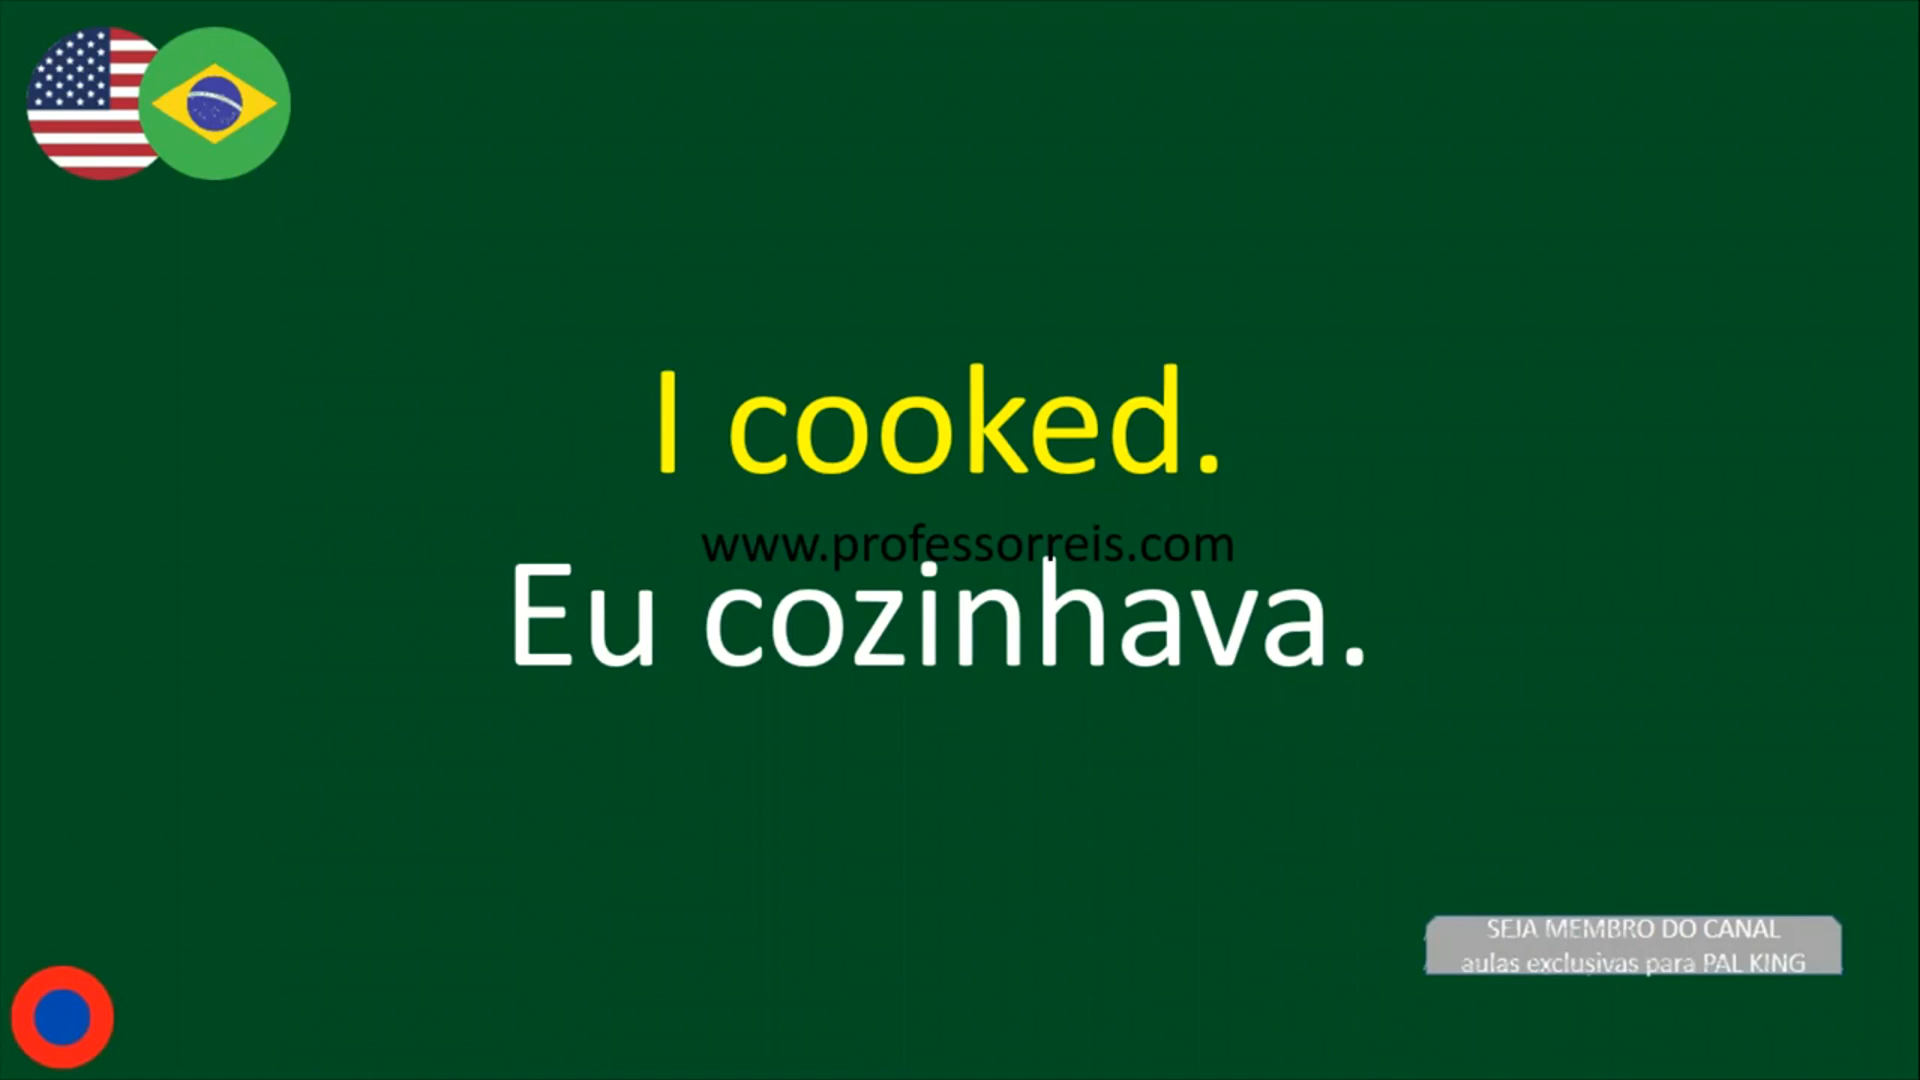 I cooked.
www.professorreis.com
Eu cozinhava.
SEJA MEMBRO DO CANAL
aulas exclusivas para PAL KING